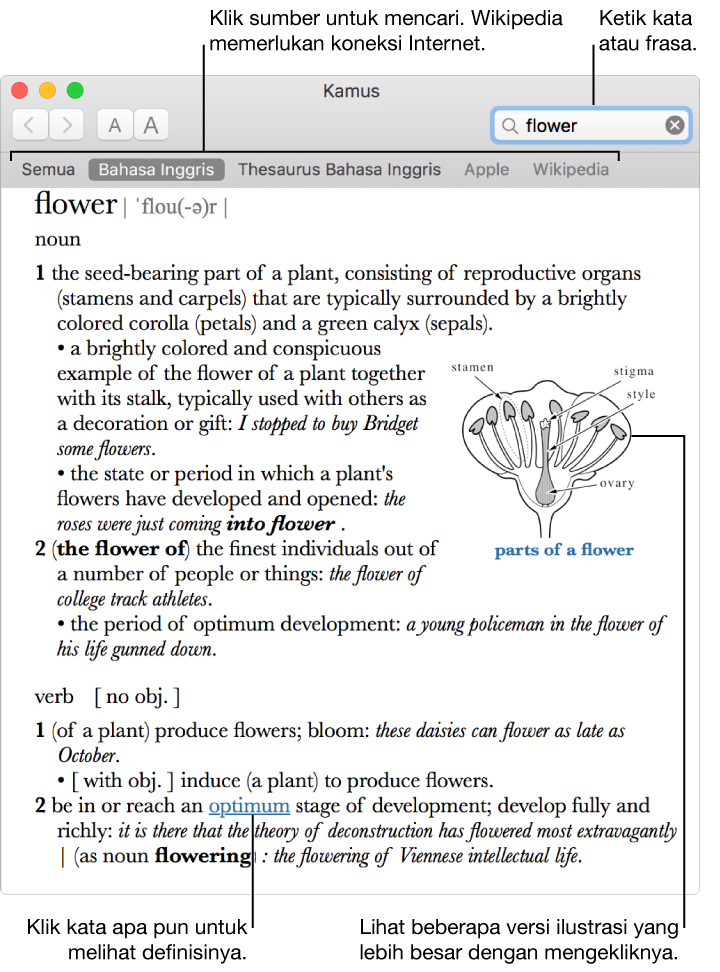 Klik sumber untuk mencari. Wikipedia
memerlukan koneksi Internet.
Ketik kata
atau frasa.
Kamus
A A
flower
Semua Bahasa Inggris Thesaurus Bahasa Inggris Apple Wikipedia
flower | ˈflou(-ə)r |
noun
1 the seed-bearing part of a plant, consisting of reproductive organs
(stamens and carpels) that are typically surrounded by a brightly
colored corolla (petals) and a green calyx (sepals).
• a brightly colored and conspicuous
example of the flower of a plant together
with its stalk, typically used with others as
a decoration or gift: I stopped to buy Bridget
some flowers.
• the state or period in which a plant's
flowers have developed and opened: the
roses were just coming into flower .
stamen
stigma
style
ovary
parts of a flower
2 (the flower of) the finest individuals out of
a number of people or things: the flower of
college track athletes.
• the period of optimum development: a young policeman in the flower of
his life gunned down.
verb [ no obj. ]
1 (of a plant) produce flowers; bloom: these daisies can flower as late as
October.
• [ with obj. ] induce (a plant) to produce flowers.
2 be in or reach an optimum stage of development; develop fully and
richly: it is there that the theory of deconstruction has flowered most extravagantly
| (as noun flowering) : the flowering of Viennese intellectual life.
Klik kata apa pun untuk
melihat definisinya.
Lihat beberapa versi ilustrasi yang
lebih besar dengan mengekliknya.